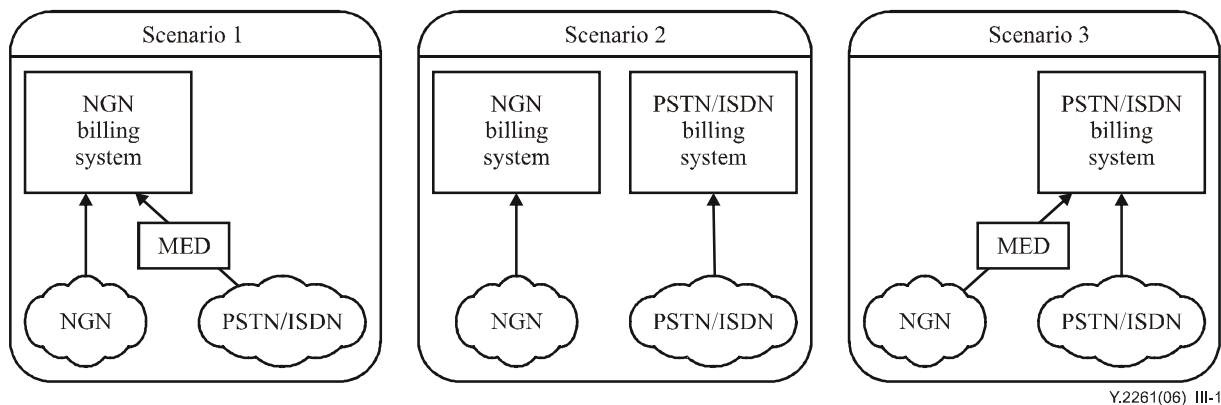 Scenario 1
NGN
billing
system
MED
NGN
PSTN/ISDN
Scenario 2
NGN
billing
system
PSTN/ISDN
billing
system
NGN
PSTN/ISDN
Scenario 3
PSTN/ISDN
billing
system
MED
NGN
PSTN/ISDN
Y.2261(06) III-1